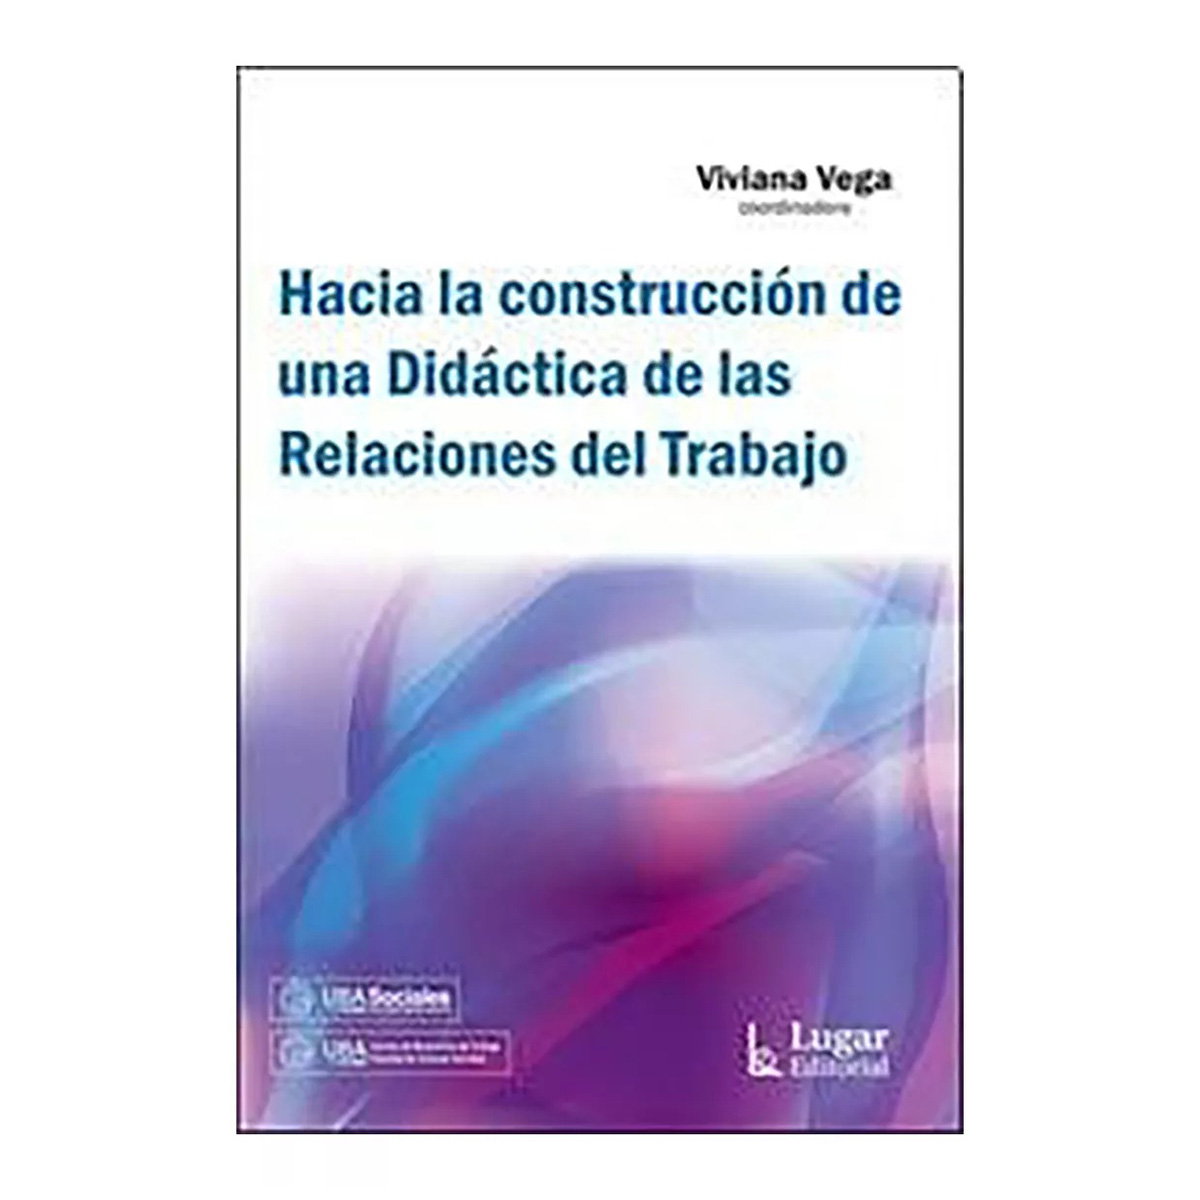 Viviana Vega
coordinadora
Hacia la construcción de
una Didáctica de las
Relaciones del Trabajo
UBA Sociales
UBA
Lugar
Editorial